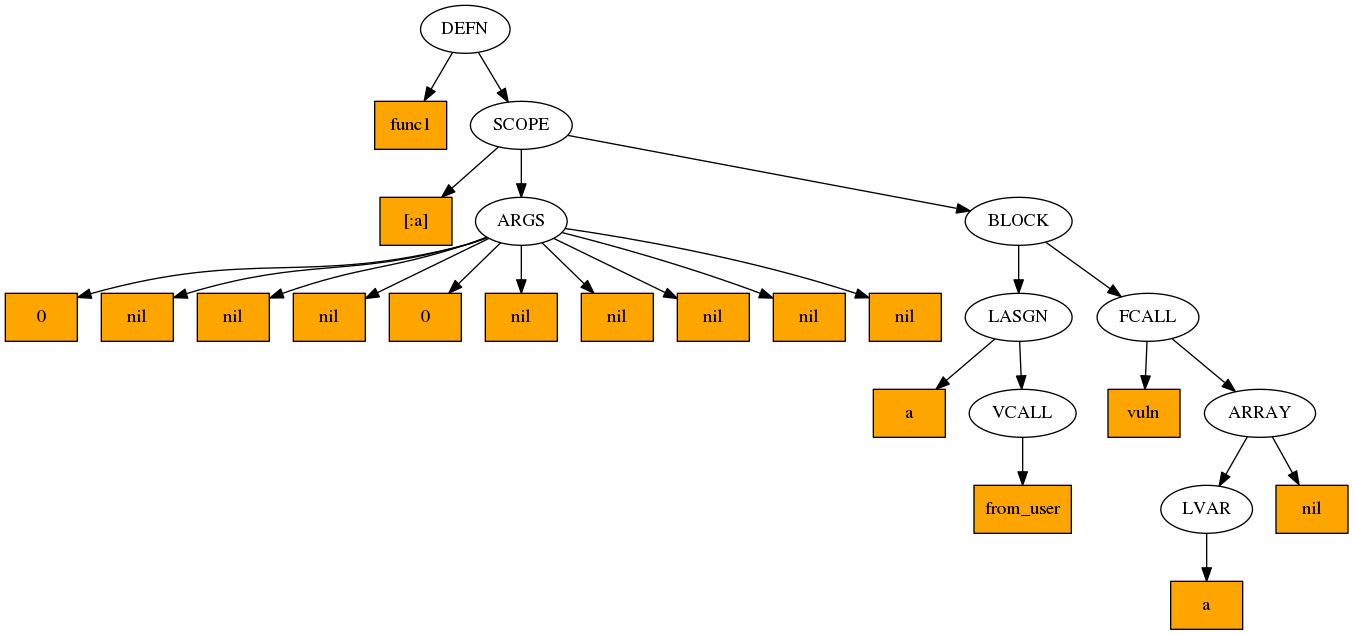 DEFN
func1
SCOPE
[:a]
ARGS
BLOCK
0
nil
nil
nil
0
nil
nil
nil
nil
nil
LASGN
FCALL
a
VCALL
vuln
ARRAY
from_user
LVAR
nil
a